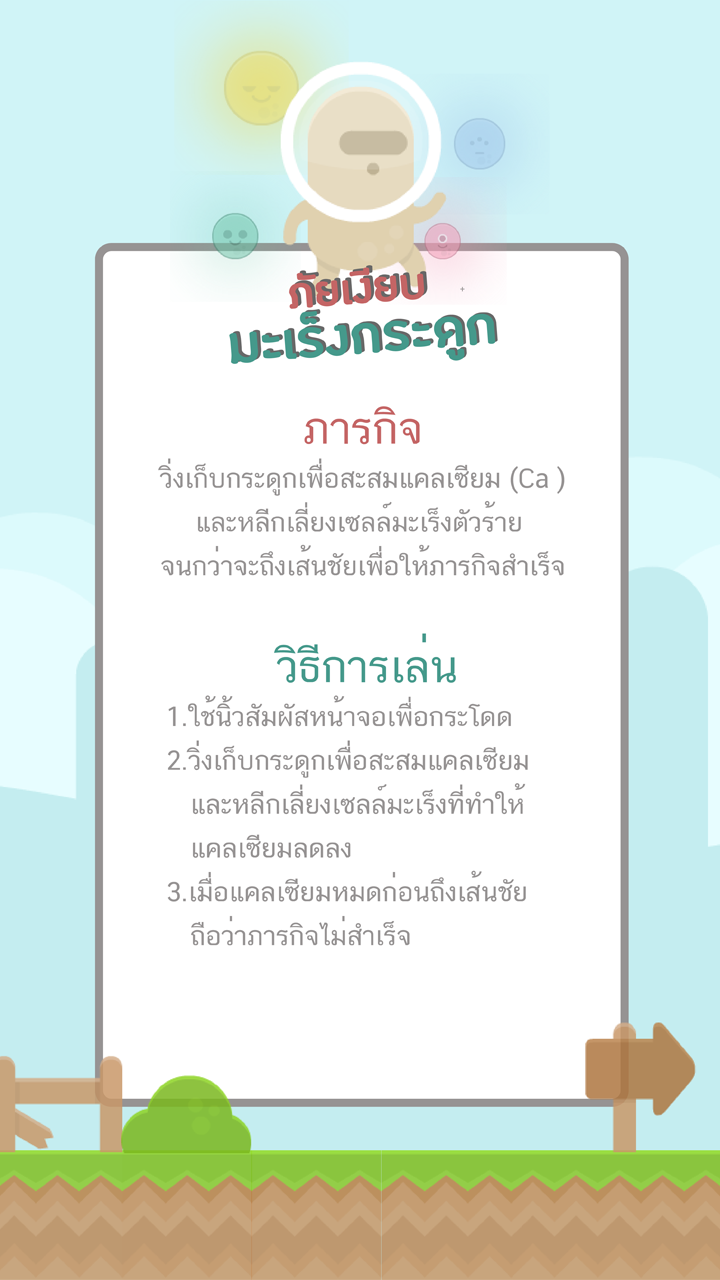 ภัยเงียบ
มะเร็งกระดูก
ภารกิจ
วิ่งเก็บกระดูกเพื่อสะสมแคลเซียม (Ca )
และหลีกเลี่ยงเซลล์มะเร็งตัวร้าย
จนกว่าจะถึงเส้นชัยเพื่อให้ภารกิจสำเร็จ
วิธีการเล่น
1.ใช้นิ้วสัมผัสหน้าจอเพื่อกระโดด
2.วิ่งเก็บกระดูกเพื่อสะสมแคลเซียม
และหลีกเลี่ยงเซลล์มะเร็งที่ทำให้
แคลเซียมลดลง
3.เมื่อแคลเซียมหมดก่อนถึงเส้นชัย
ถือว่าภารกิจไม่สำเร็จ